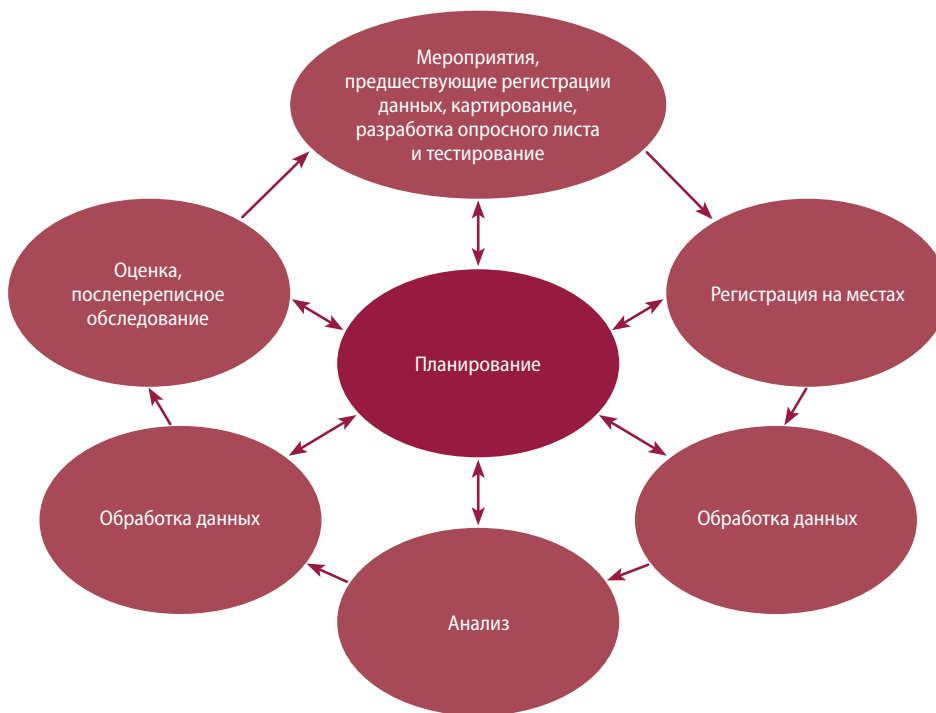 Мероприятия,
предшествующие регистрации
данных, картирование,
разработка опросного листа
и тестирование
Оценка,
послепереписное
обследование
Регистрация на местах
Планирование
Обработка данных
Обработка данных
Анализ